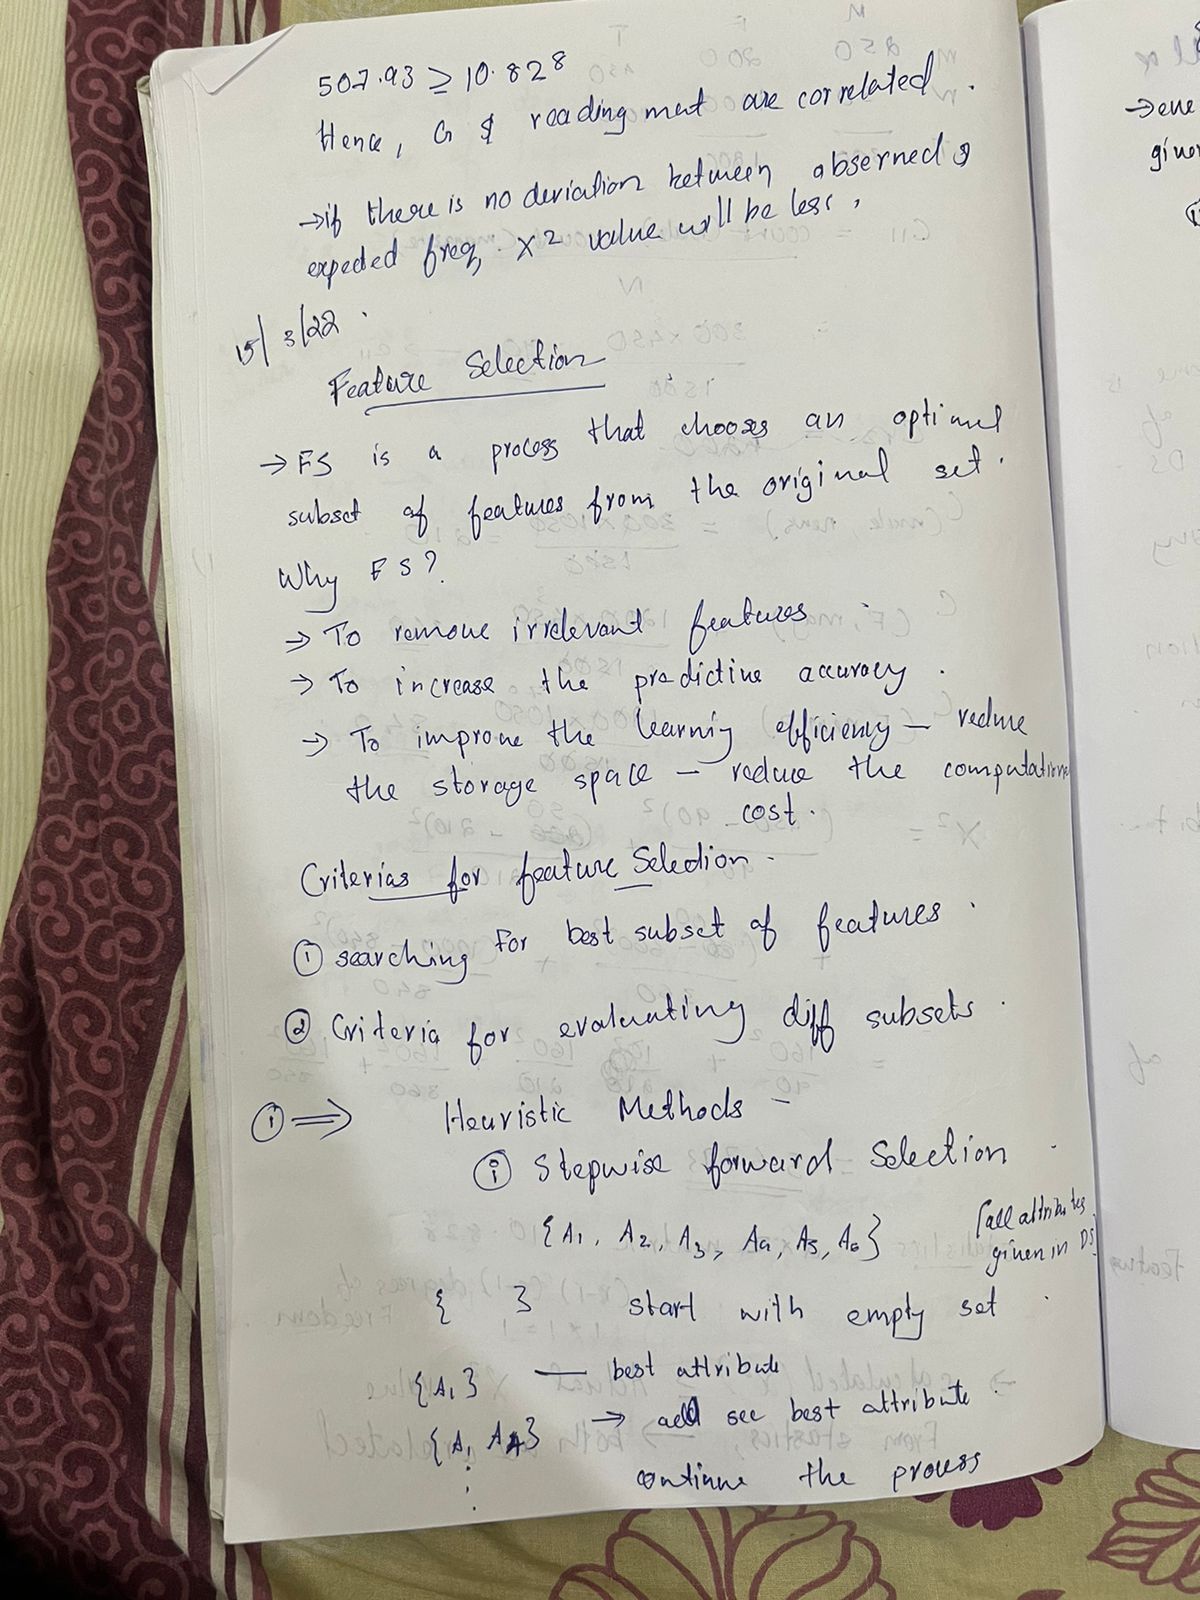 507.93 ≥ 10.828
Hence, G & reading mat are correlated.
→ if there is no deviation between observed &
expected freq, X² value will be less.
15/3/22
Feature Selection
→ FS is a process that chooses an optimal
subset of features from the original set.
Why FS?
→ To remove irrelevant features
→ To increase the predictive accuracy.
→ To improve the learning efficiency — reduce
the storage space — reduce the computational
cost.
Criterias for feature Selection -
① searching for best subset of features.
② Criteria for evaluating diff subsets.
① ⇒ Heuristic Methods -
ⓘ Stepwise forward Selection.
{A1, A2, A3, A4, A5, A6} [all attributes
given in DS]
{ } start with empty set.
{A1} — best attribute
{A1 A4} → add sec best attribute.
⋮ continue the process
→ eve
given